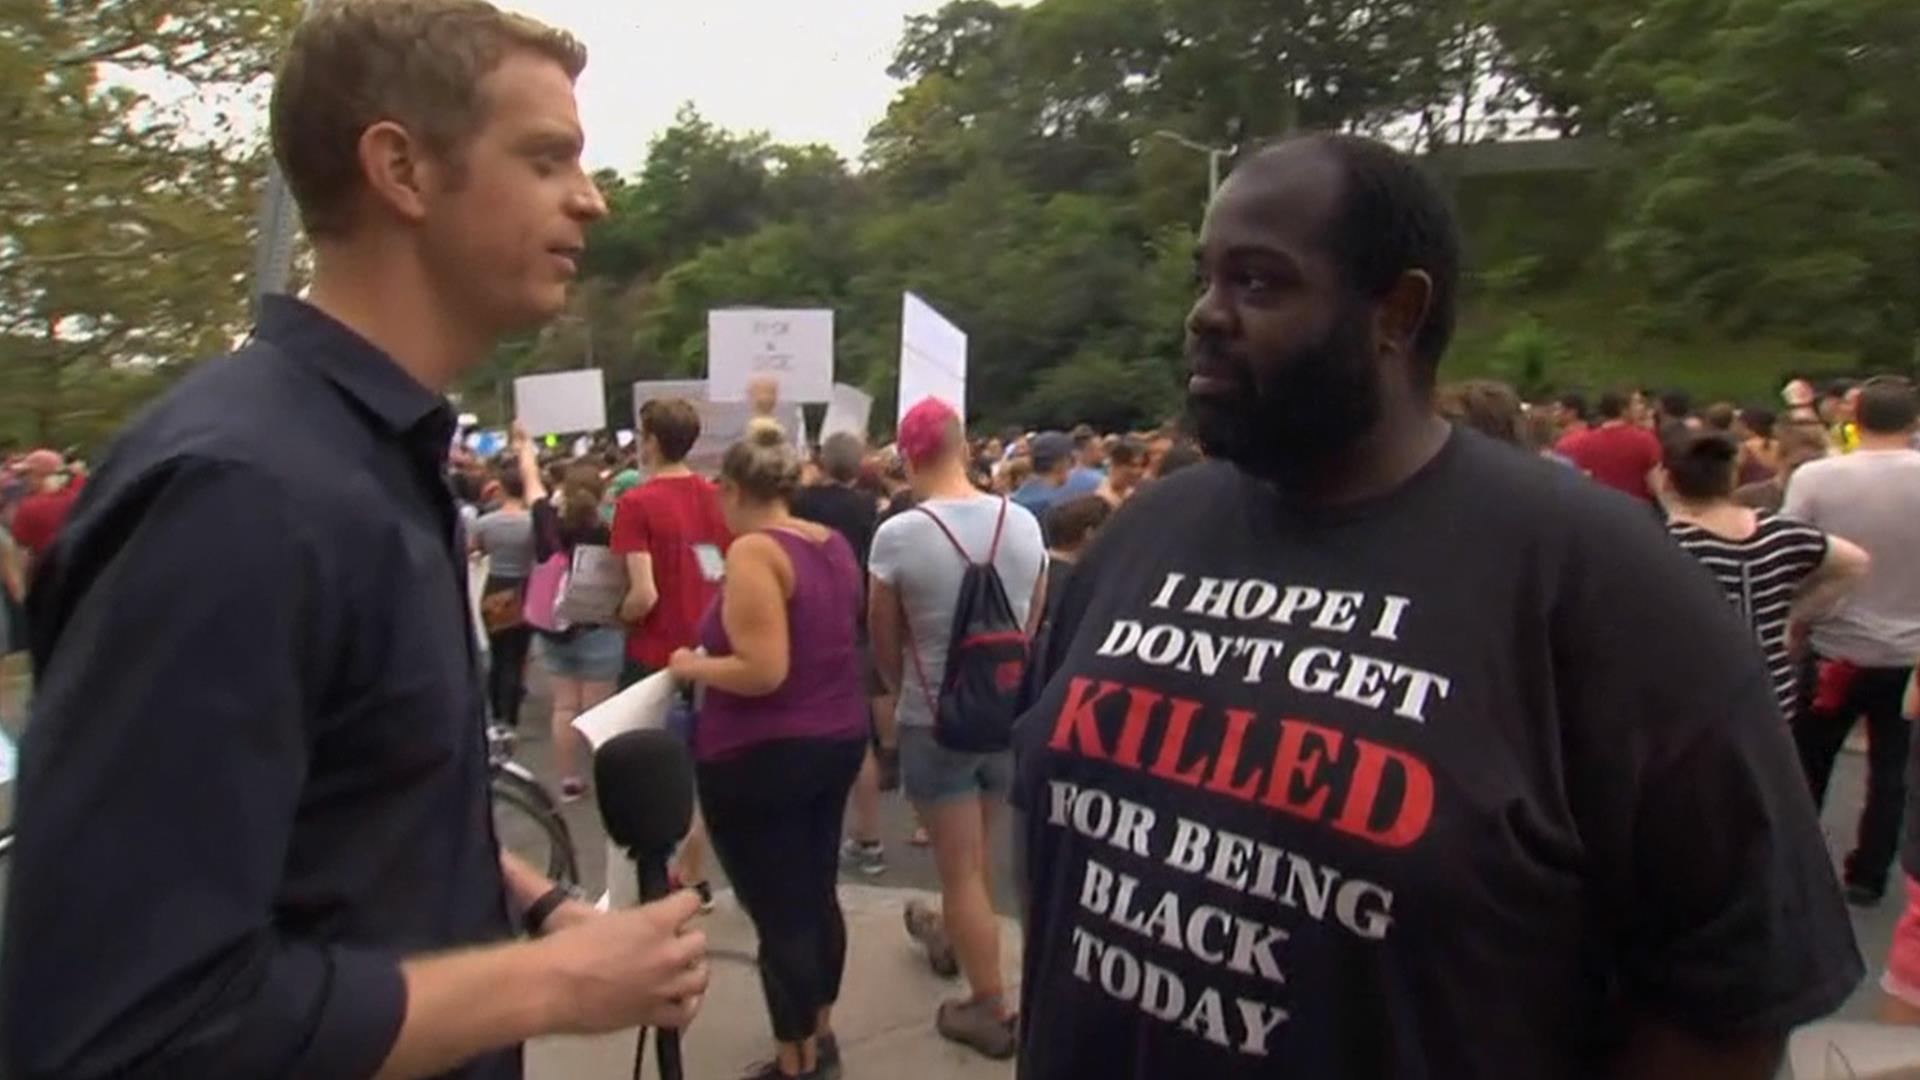 I HOPE I
DON'T GET
KILLED
FOR BEING
BLACK
TODAY